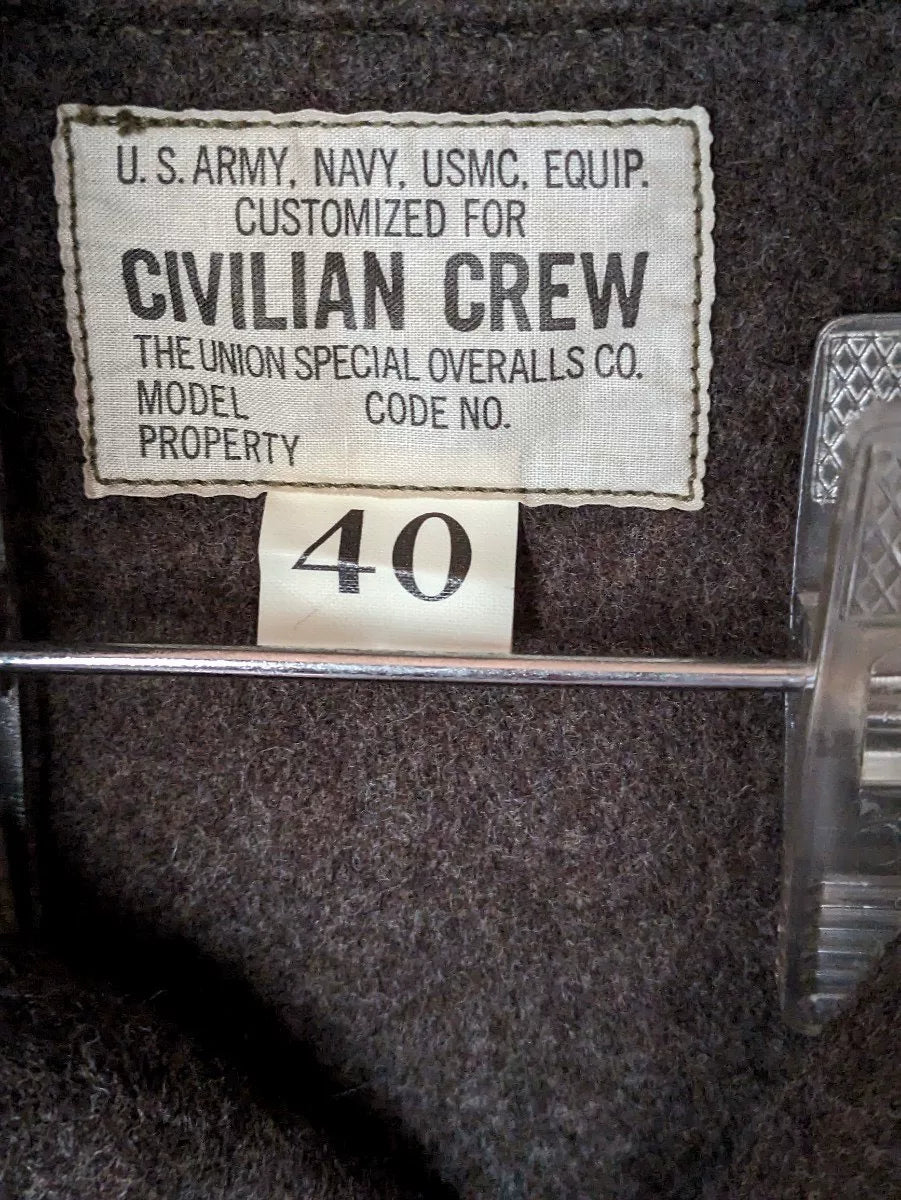 U. S. ARMY, NAVY, USMC, EQUIP.
CUSTOMIZED FOR
CIVILIAN CREW
THE UNION SPECIAL OVERALLS CO.
MODEL CODE NO.
PROPERTY
40